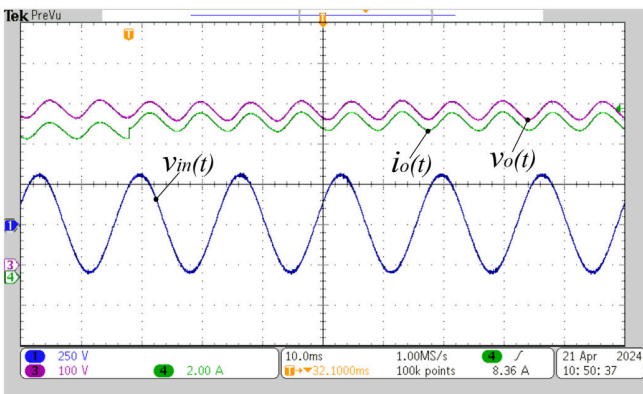 Tek PreVu
T
T
vin(t)
io(t)
vo(t)
1
3
4
1 250 V
3 100 V
4 2.00 A
10.0ms
T→▼32.1000ms
1.00MS/s
100k points
4 ƒ
8.36 A
21 Apr 2024
10:50:37